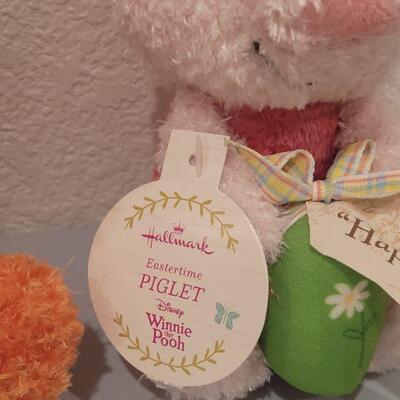 Hallmark
Eastertime
PIGLET
Disney
Winnie
the
Pooh
a Hap